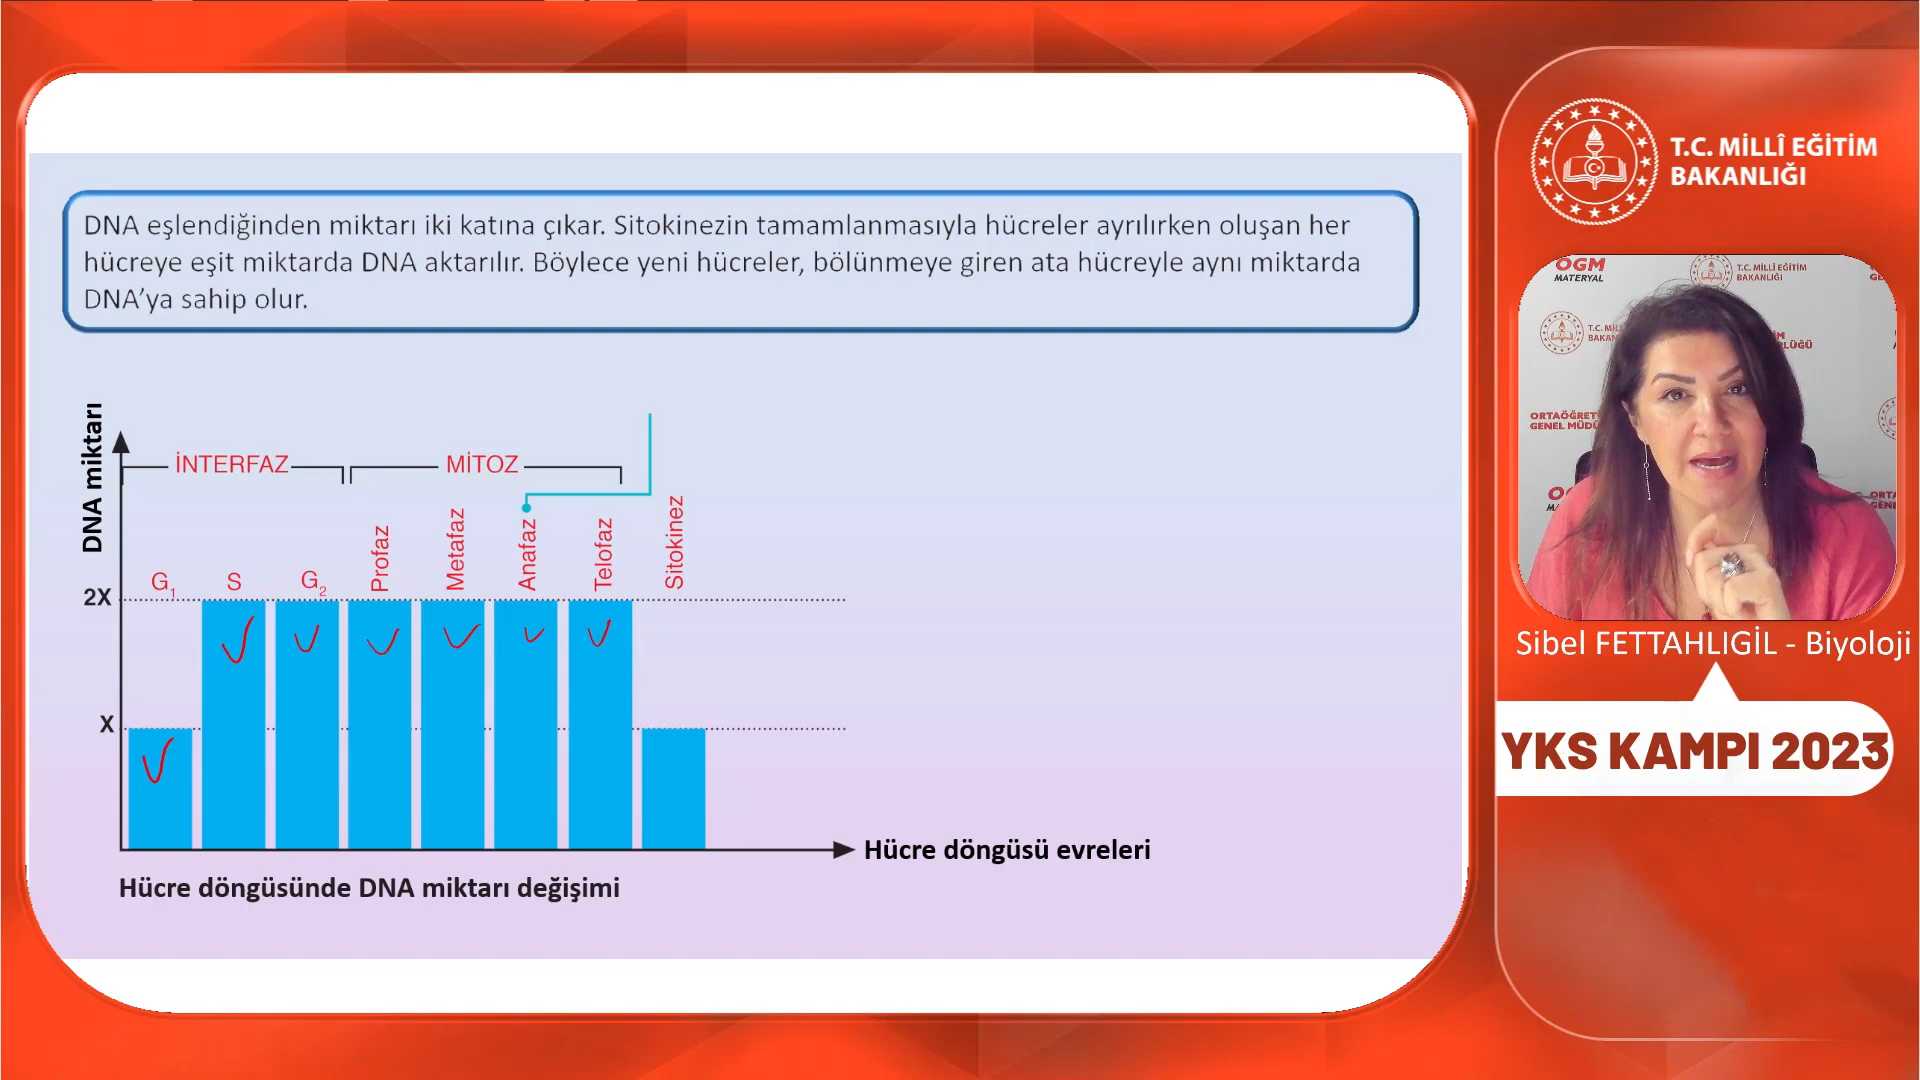 DNA eşlendiğinden miktarı iki katına çıkar. Sitokinezin tamamlanmasıyla hücreler ayrılırken oluşan her
hücreye eşit miktarda DNA aktarılır. Böylece yeni hücreler, bölünmeye giren ata hücreyle aynı miktarda
DNA'ya sahip olur.
DNA miktarı
İNTERFAZ
MİTOZ
G1
S
G2
Profaz
Metafaz
Anafaz
Telofaz
Sitokinez
2X
X
Hücre döngüsü evreleri
Hücre döngüsünde DNA miktarı değişimi
T.C. MİLLÎ EĞİTİM
BAKANLIĞI
OGM
MATERYAL
T.C. MİLLÎ EĞİTİM
BAKANLIĞI
ORTAÖĞRETİ
GENEL MÜDÜ
Sibel FETTAHLIGİL - Biyoloji
YKS KAMPI 2023